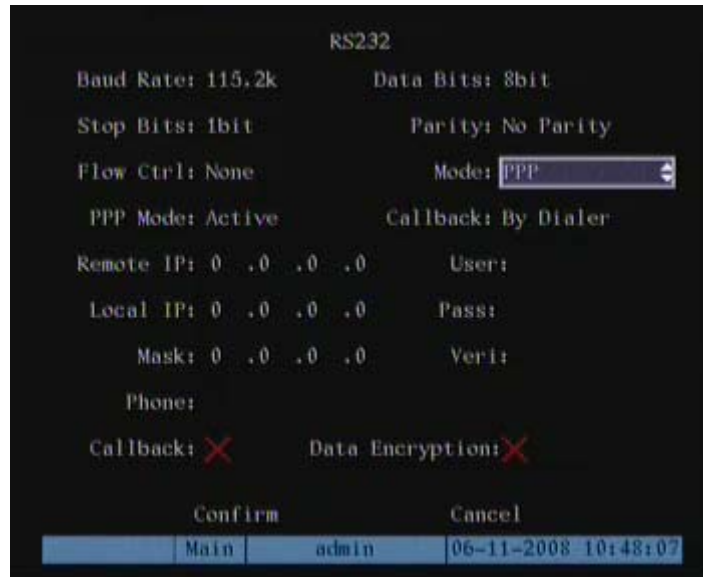 RS232
Baud Rate: 115.2k Data Bits: 8bit
Stop Bits: 1bit Parity: No Parity
Flow Ctrl: None Mode: PPP
PPP Mode: Active Callback: By Dialer
Remote IP: 0 .0 .0 .0 User:
Local IP: 0 .0 .0 .0 Pass:
Mask: 0 .0 .0 .0 Veri:
Phone:
Callback: Data Encryption:
Confirm Cancel
Main admin 06-11-2008 10:48:07